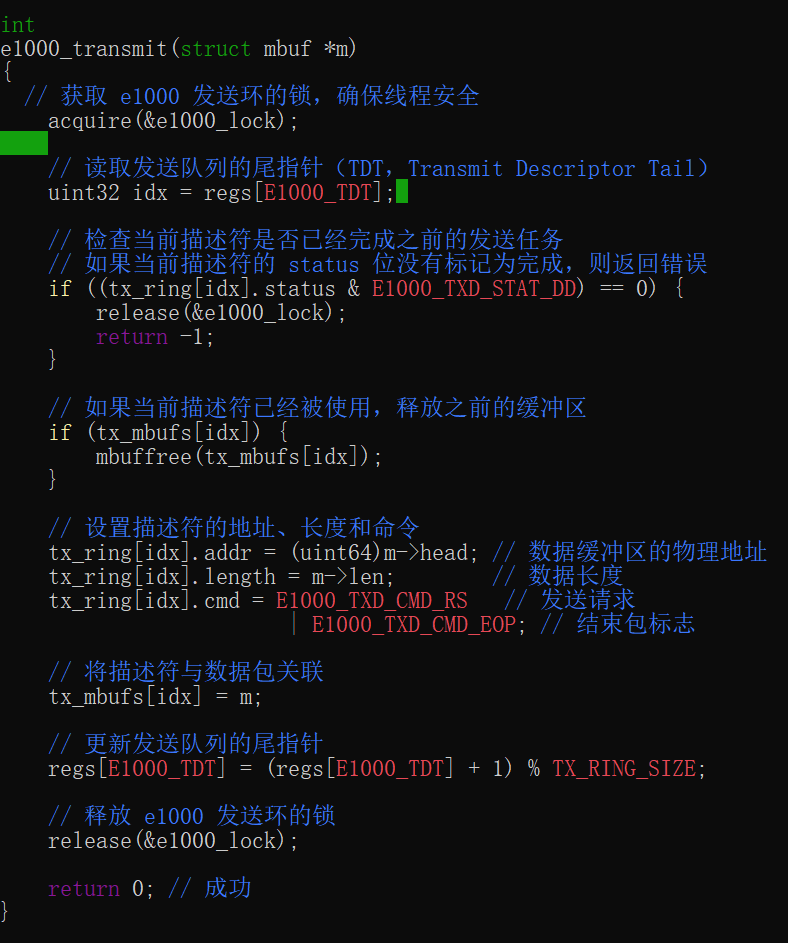 int
e1000_transmit(struct mbuf *m)
{
  // 获取 e1000 发送环的锁，确保线程安全
    acquire(&e1000_lock);

    // 读取发送队列的尾指针（TDT，Transmit Descriptor Tail）
    uint32 idx = regs[E1000_TDT];

    // 检查当前描述符是否已经完成之前的发送任务
    // 如果当前描述符的 status 位没有标记为完成，则返回错误
    if ((tx_ring[idx].status & E1000_TXD_STAT_DD) == 0) {
        release(&e1000_lock);
        return -1;
    }

    // 如果当前描述符已经被使用，释放之前的缓冲区
    if (tx_mbufs[idx]) {
        mbuffree(tx_mbufs[idx]);
    }

    // 设置描述符的地址、长度和命令
    tx_ring[idx].addr = (uint64)m->head; // 数据缓冲区的物理地址
    tx_ring[idx].length = m->len;        // 数据长度
    tx_ring[idx].cmd = E1000_TXD_CMD_RS   // 发送请求
                    | E1000_TXD_CMD_EOP; // 结束包标志

    // 将描述符与数据包关联
    tx_mbufs[idx] = m;

    // 更新发送队列的尾指针
    regs[E1000_TDT] = (regs[E1000_TDT] + 1) % TX_RING_SIZE;

    // 释放 e1000 发送环的锁
    release(&e1000_lock);

    return 0; // 成功
}